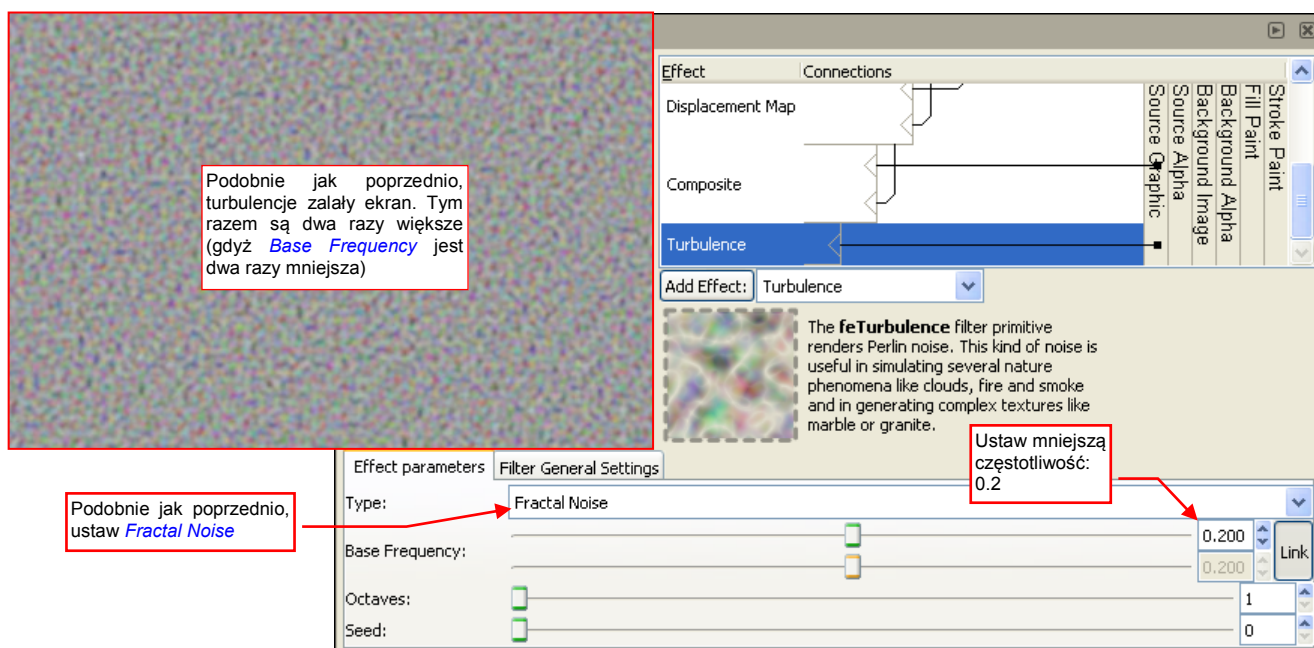 Podobnie jak poprzednio,
turbulencje zalały ekran. Tym
razem są dwa razy większe
(gdyż Base Frequency jest
dwa razy mniejsza)
Effect
Connections
Displacement Map
Composite
Turbulence
Source Graphic
Source Alpha
Background Image
Background Alpha
Fill Paint
Stroke Paint
Add Effect:
Turbulence
The feTurbulence filter primitive
renders Perlin noise. This kind of noise is
useful in simulating several nature
phenomena like clouds, fire and smoke
and in generating complex textures like
marble or granite.
Ustaw mniejszą
częstotliwość:
0.2
Effect parameters
Filter General Settings
Podobnie jak poprzednio,
ustaw Fractal Noise
Type:
Fractal Noise
Base Frequency:
0.200
0.200
Link
Octaves:
1
Seed:
0